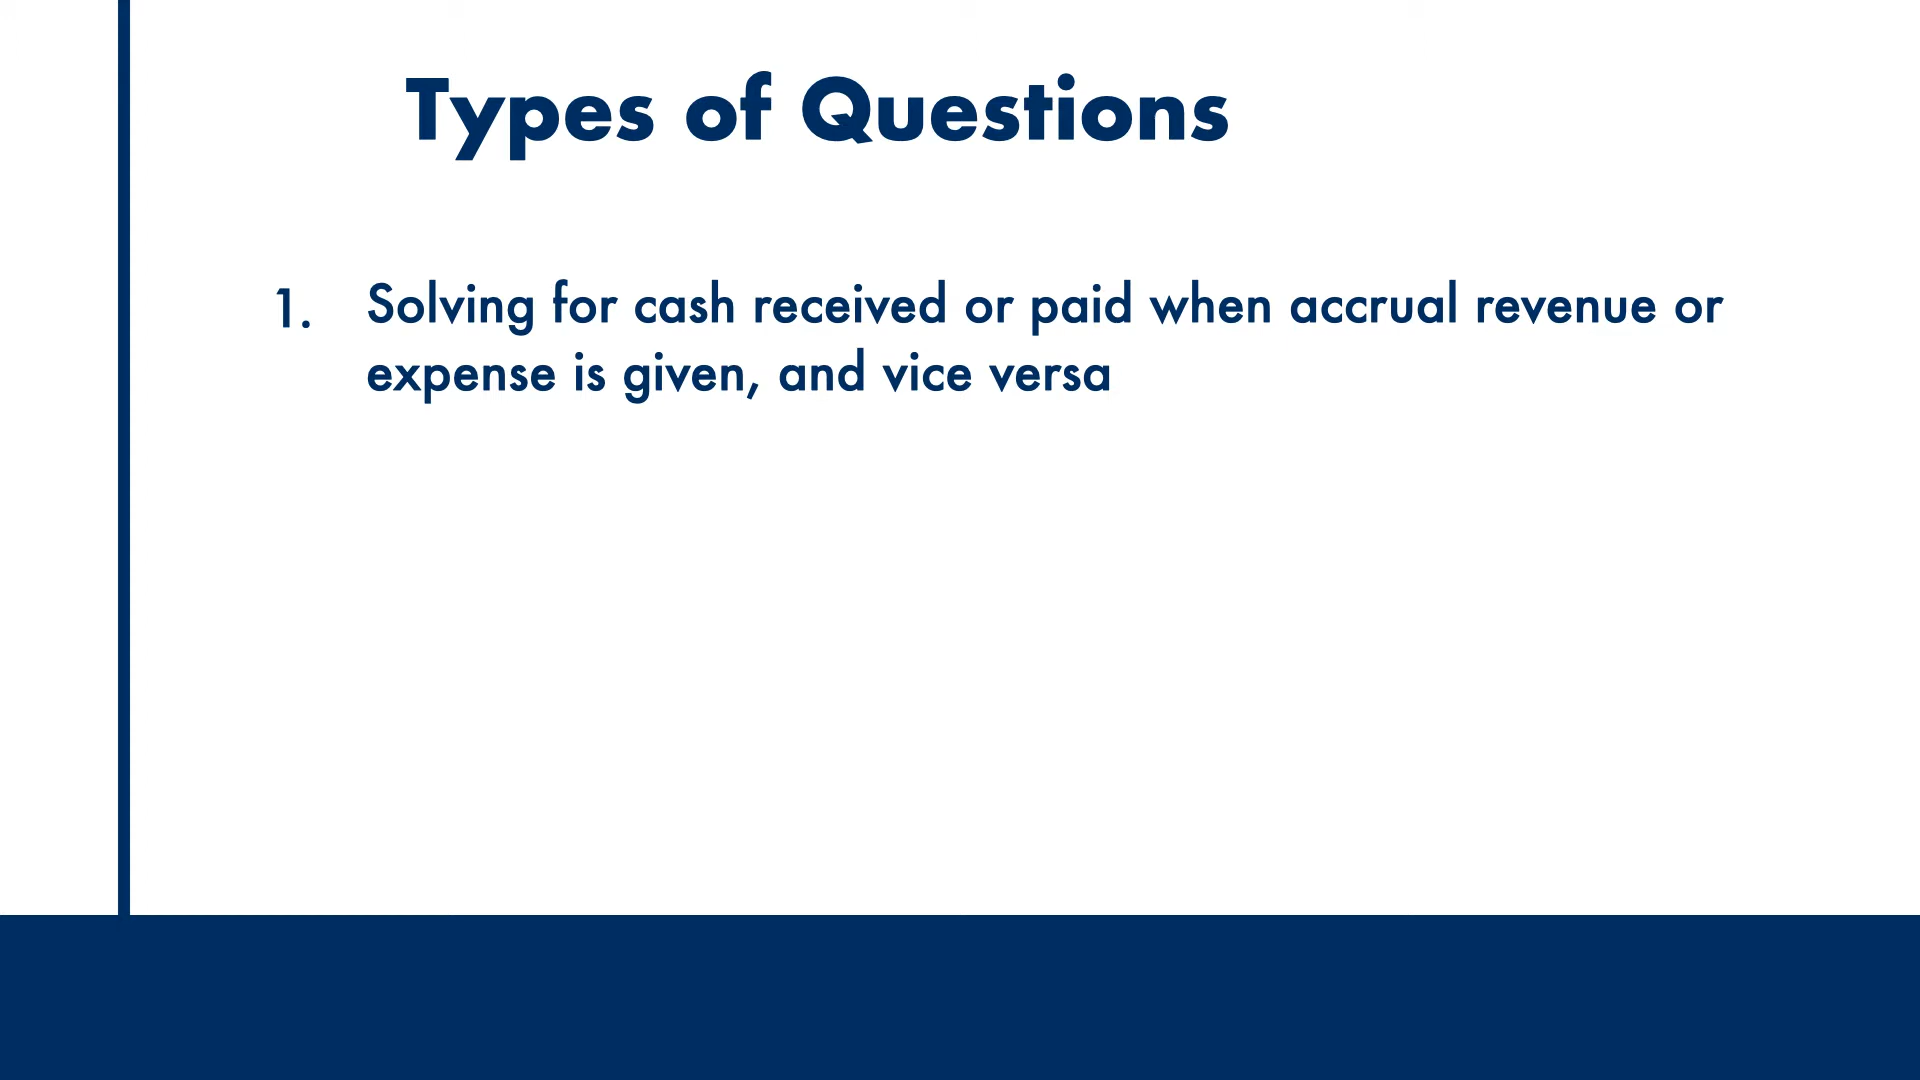 Types of Questions
1. Solving for cash received or paid when accrual revenue or
expense is given, and vice versa